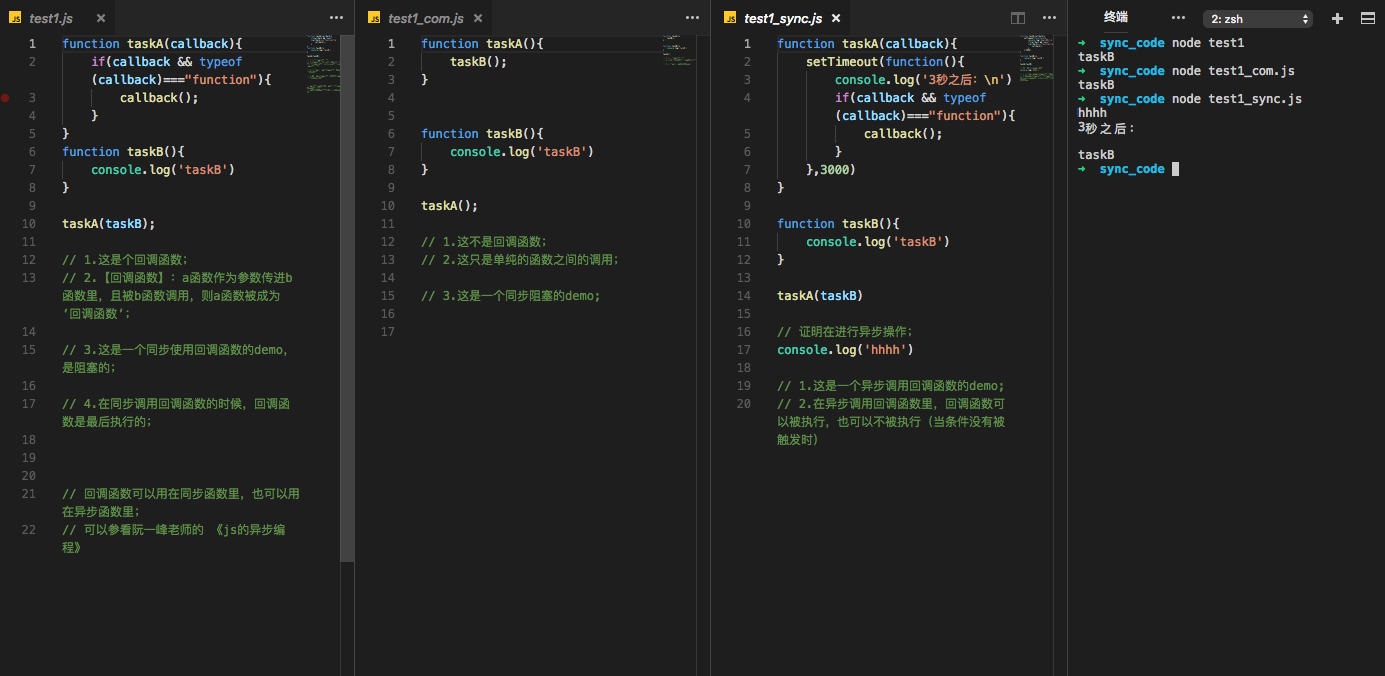 JS test1.js ×
1 function taskA(callback){
2 if(callback && typeof
(callback)==="function"){
3 callback();
4 }
5 }
6 function taskB(){
7 console.log('taskB')
8 }
9
10 taskA(taskB);
11
12 // 1.这是个回调函数;
13 // 2.【回调函数】: a函数作为参数传进b
函数里, 且被b函数调用, 则a函数被成为
‘回调函数‘;
14
15 // 3.这是一个同步使用回调函数的demo,
是阻塞的;
16
17 // 4.在同步调用回调函数的时候, 回调函
数是最后执行的;
18
19
20
21 // 回调函数可以用在同步函数里, 也可以用
在异步函数里;
22 // 可以参看阮一峰老师的 《js的异步编
程》
JS test1_com.js ×
1 function taskA(){
2 taskB();
3 }
4
5
6 function taskB(){
7 console.log('taskB')
8 }
9
10 taskA();
11
12 // 1.这不是回调函数;
13 // 2.这只是单纯的函数之间的调用;
14
15 // 3.这是一个同步阻塞的demo;
16
17
JS test1_sync.js ×
1 function taskA(callback){
2 setTimeout(function(){
3 console.log('3秒之后: \n')
4 if(callback && typeof
(callback)==="function"){
5 callback();
6 }
7 },3000)
8 }
9
10 function taskB(){
11 console.log('taskB')
12 }
13
14 taskA(taskB)
15
16 // 证明在进行异步操作;
17 console.log('hhhh')
18
19 // 1.这是一个异步调用回调函数的demo;
20 // 2.在异步调用回调函数里, 回调函数可
以被执行, 也可以不被执行 (当条件没有被
触发时)
终端 ··· 2: zsh
➜ sync_code node test1
taskB
➜ sync_code node test1_com.js
taskB
➜ sync_code node test1_sync.js
hhhh
3秒之后:
taskB
➜ sync_code